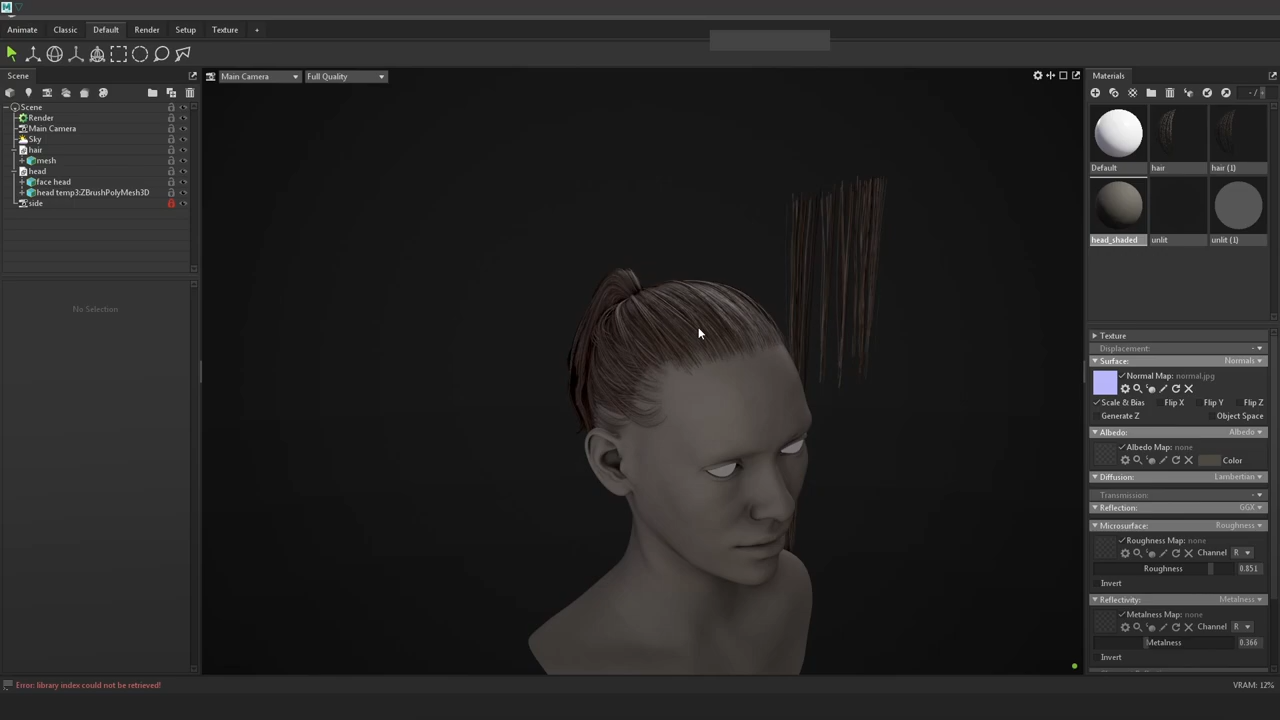 Animate Classic Default Render Setup Texture +
Scene
Main Camera Full Quality
Materials
- /
Scene
Render
Main Camera
Sky
hair
mesh
head
face head
head temp3:ZBrushPolyMesh3D
side
No Selection
Default hair hair (1)
head_shaded unlit unlit (1)
Texture
Displacement: -
Surface: Normals
Normal Map: normal.jpg
Scale & Bias Flip X Flip Y Flip Z
Generate Z Object Space
Albedo: Albedo
Albedo Map: none
Color
Diffusion: Lambertian
Transmission: -
Reflection: GGX
Microsurface: Roughness
Roughness Map: none
Channel R
Roughness 0.851
Invert
Reflectivity: Metalness
Metalness Map: none
Channel R
Metalness 0.366
Invert
Error: library index could not be retrieved!
VRAM: 12%